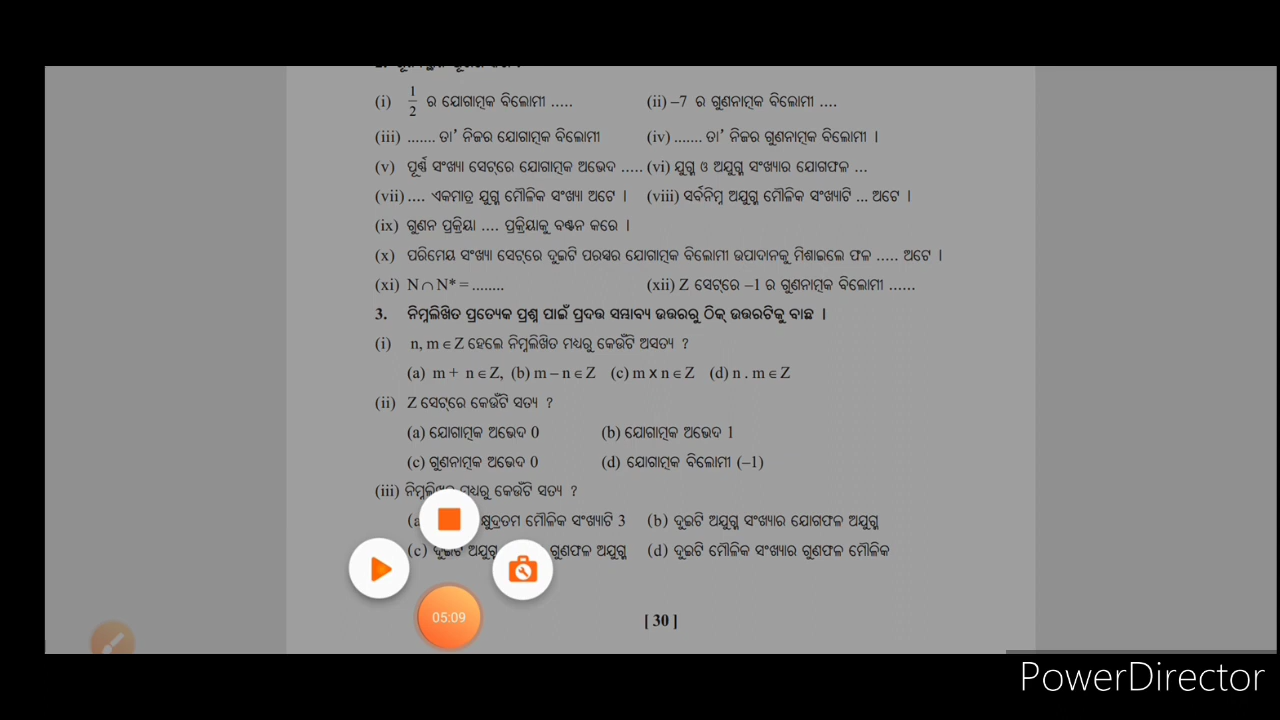 (i) 1/2 ର ଯୋଗାତ୍ମକ ବିଲୋମୀ ..... (ii) –7 ର ଗୁଣନାତ୍ମକ ବିଲୋମୀ ....
(iii) ....... ତା’ ନିଜର ଯୋଗାତ୍ମକ ବିଲୋମୀ (iv) ....... ତା’ ନିଜର ଗୁଣନାତ୍ମକ ବିଲୋମୀ ।
(v) ପୂର୍ଣ୍ଣ ସଂଖ୍ୟା ସେଟ୍‌ରେ ଯୋଗାତ୍ମକ ଅଭେଦ ..... (vi) ଯୁଗ୍ମ ଓ ଅଯୁଗ୍ମ ସଂଖ୍ୟାର ଯୋଗଫଳ ...
(vii) .... ଏକମାତ୍ର ଯୁଗ୍ମ ମୌଳିକ ସଂଖ୍ୟା ଅଟେ । (viii) ସର୍ବନିମ୍ନ ଅଯୁଗ୍ମ ମୌଳିକ ସଂଖ୍ୟାଟି ... ଅଟେ ।
(ix) ଗୁଣନ ପ୍ରକ୍ରିୟା .... ପ୍ରକ୍ରିୟାକୁ ବଣ୍ଟନ କରେ ।
(x) ପରିମେୟ ସଂଖ୍ୟା ସେଟ୍‌ରେ ଦୁଇଟି ପରସ୍ପର ଯୋଗାତ୍ମକ ବିଲୋମୀ ଉପାଦାନକୁ ମିଶାଇଲେ ଫଳ ..... ଅଟେ ।
(xi) N ∩ N* = ........ (xii) Z ସେଟ୍‌ରେ –1 ର ଗୁଣନାତ୍ମକ ବିଲୋମୀ ......
3. ନିମ୍ନଲିଖିତ ପ୍ରତ୍ୟେକ ପ୍ରଶ୍ନ ପାଇଁ ପ୍ରଦତ୍ତ ସମ୍ଭାବ୍ୟ ଉତ୍ତରରୁ ଠିକ୍ ଉତ୍ତରଟିକୁ ବାଛ ।
(i) n, m ∈ Z ହେଲେ ନିମ୍ନଲିଖିତ ମଧ୍ୟରୁ କେଉଁଟି ଅସତ୍ୟ ?
(a) m + n ∈ Z, (b) m – n ∈ Z (c) m x n ∈ Z (d) n . m ∈ Z
(ii) Z ସେଟ୍‌ରେ କେଉଁଟି ସତ୍ୟ ?
(a) ଯୋଗାତ୍ମକ ଅଭେଦ 0 (b) ଯୋଗାତ୍ମକ ଅଭେଦ 1
(c) ଗୁଣନାତ୍ମକ ଅଭେଦ 0 (d) ଯୋଗାତ୍ମକ ବିଲୋମୀ (–1)
(iii) ନିମ୍ନଲିଖିତ ମଧ୍ୟରୁ କେଉଁଟି ସତ୍ୟ ?
(a କ୍ଷୁଦ୍ରତମ ମୌଳିକ ସଂଖ୍ୟାଟି 3 (b) ଦୁଇଟି ଅଯୁଗ୍ମ ସଂଖ୍ୟାର ଯୋଗଫଳ ଅଯୁଗ୍ମ
(c) ଦୁଇଟି ଅଯୁଗ୍ମ ଗୁଣଫଳ ଅଯୁଗ୍ମ (d) ଦୁଇଟି ମୌଳିକ ସଂଖ୍ୟାର ଗୁଣଫଳ ମୌଳିକ
05:09
[ 30 ]
PowerDirector